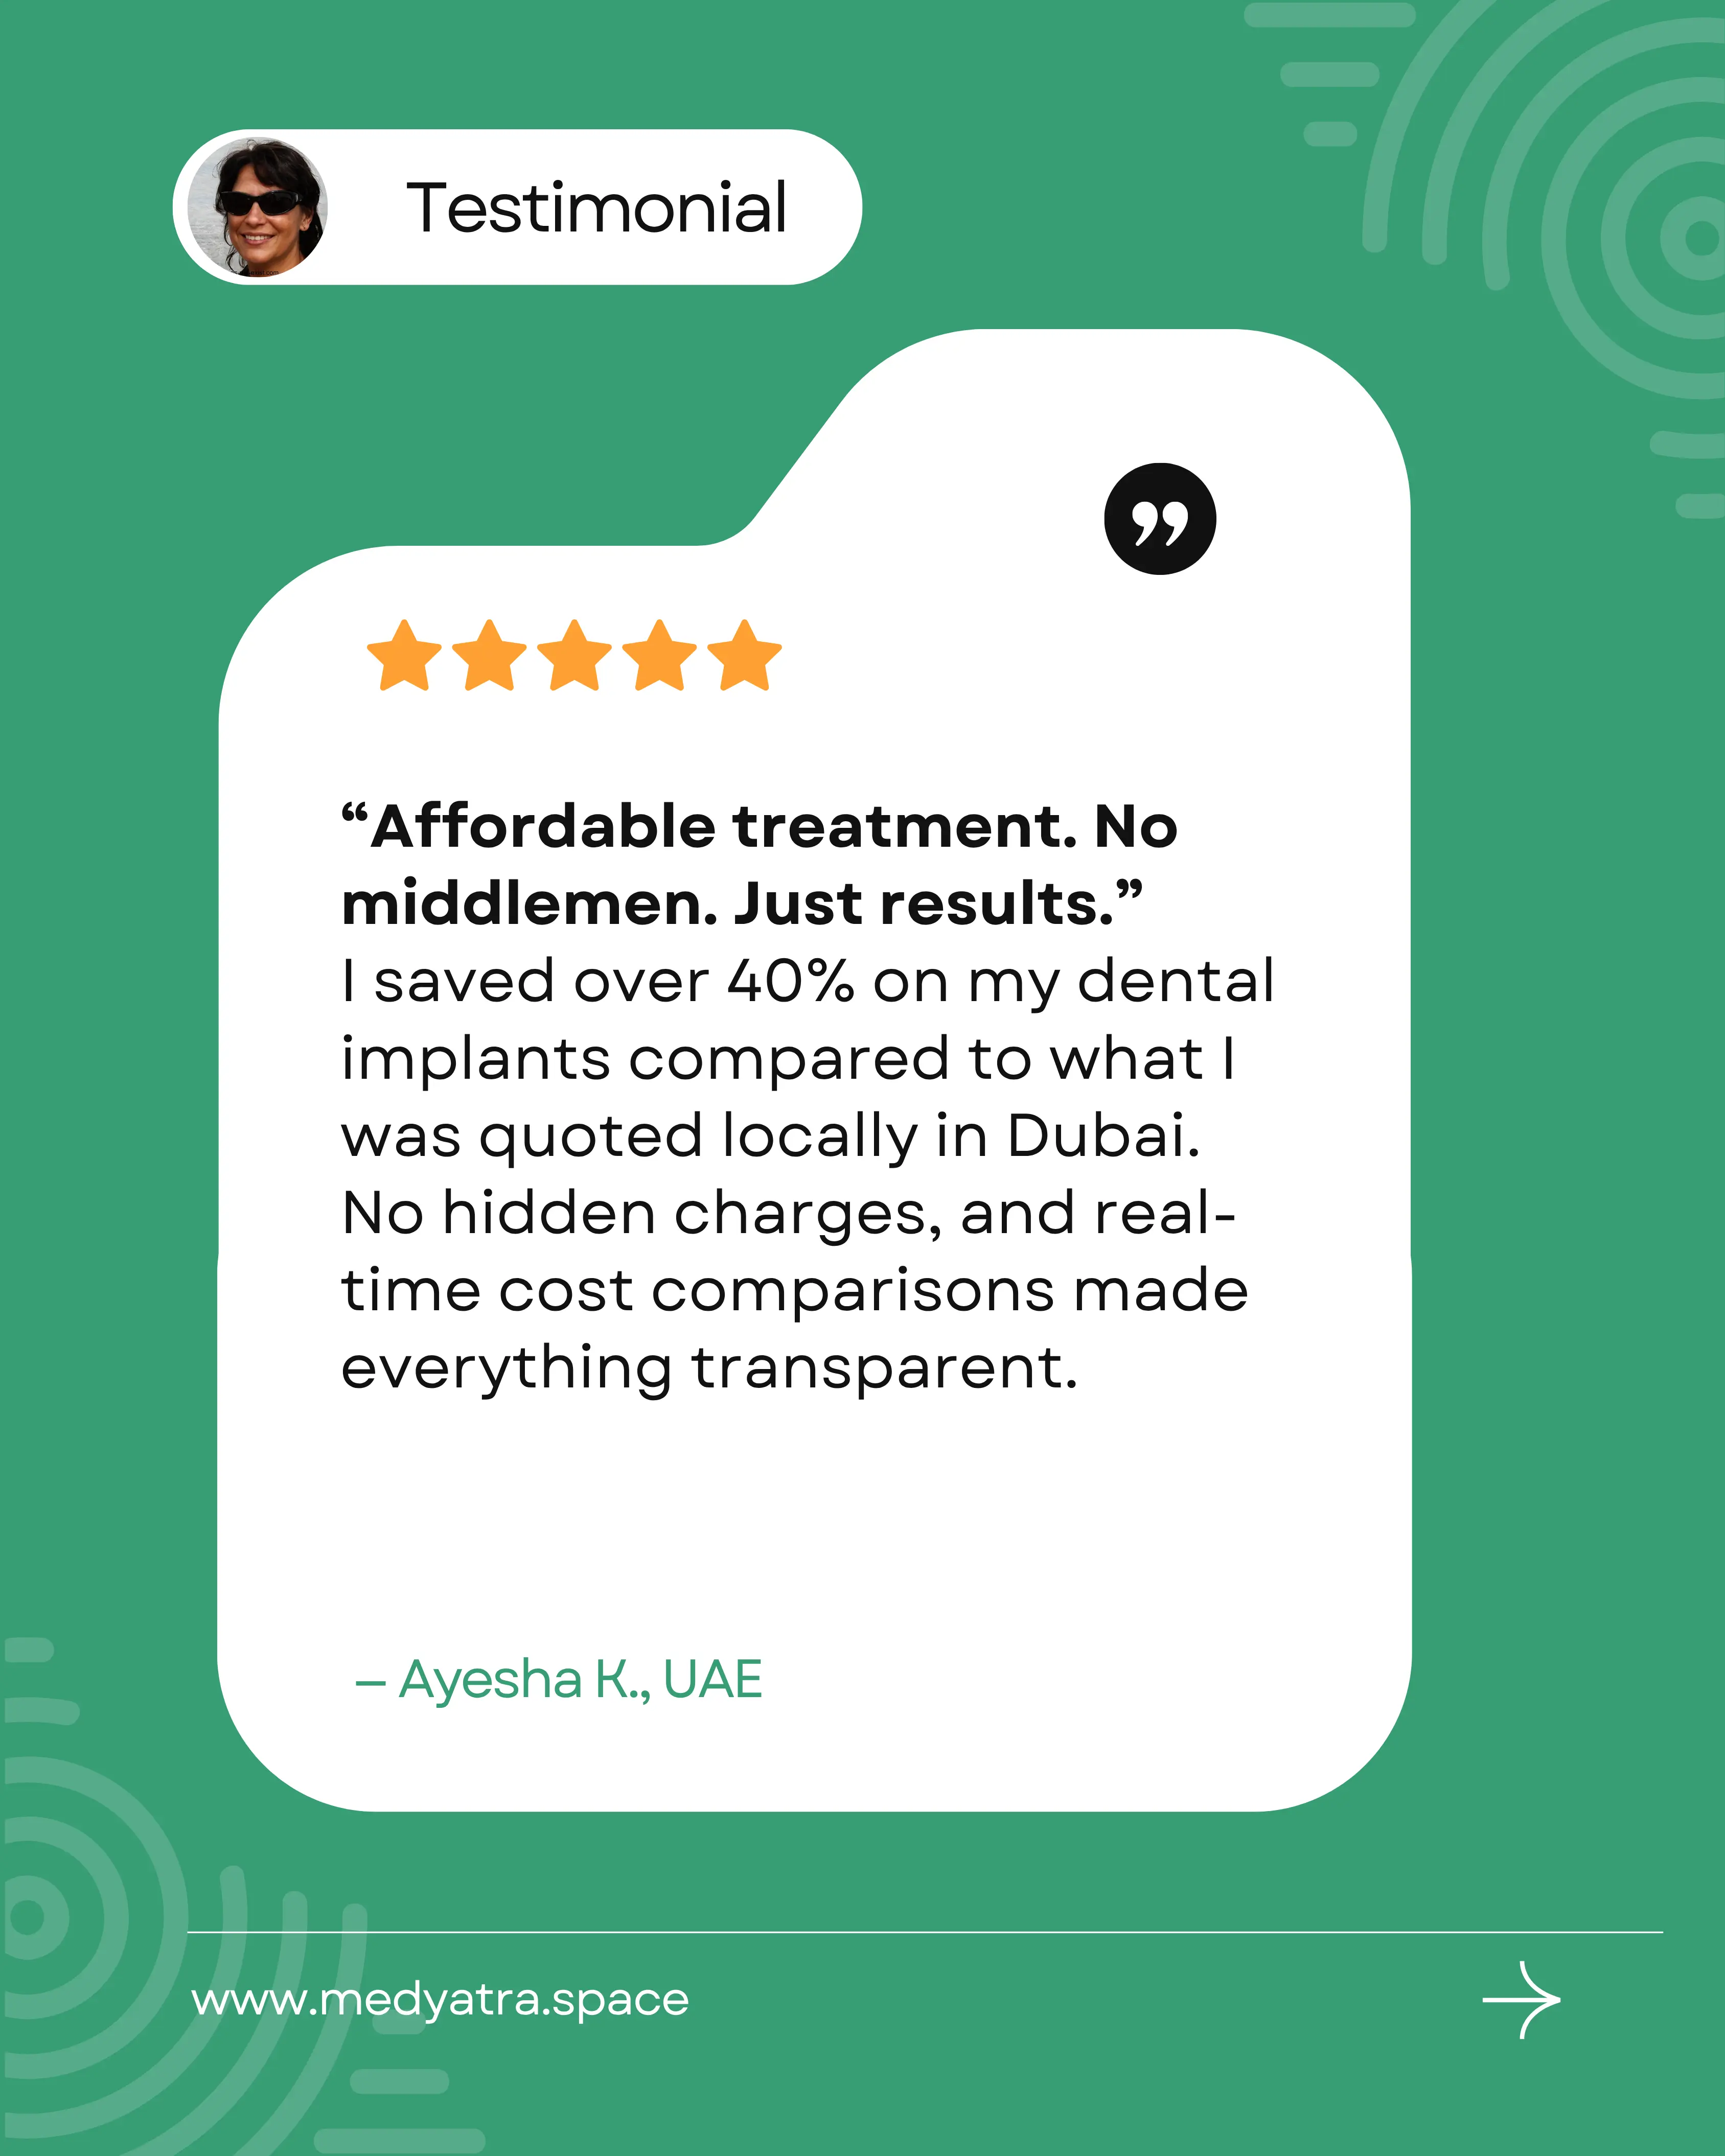 Testimonial
“Affordable treatment. No
middlemen. Just results.”
I saved over 40% on my dental
implants compared to what I
was quoted locally in Dubai.
No hidden charges, and real-
time cost comparisons made
everything transparent.
– Ayesha K., UAE
www.medyatra.space